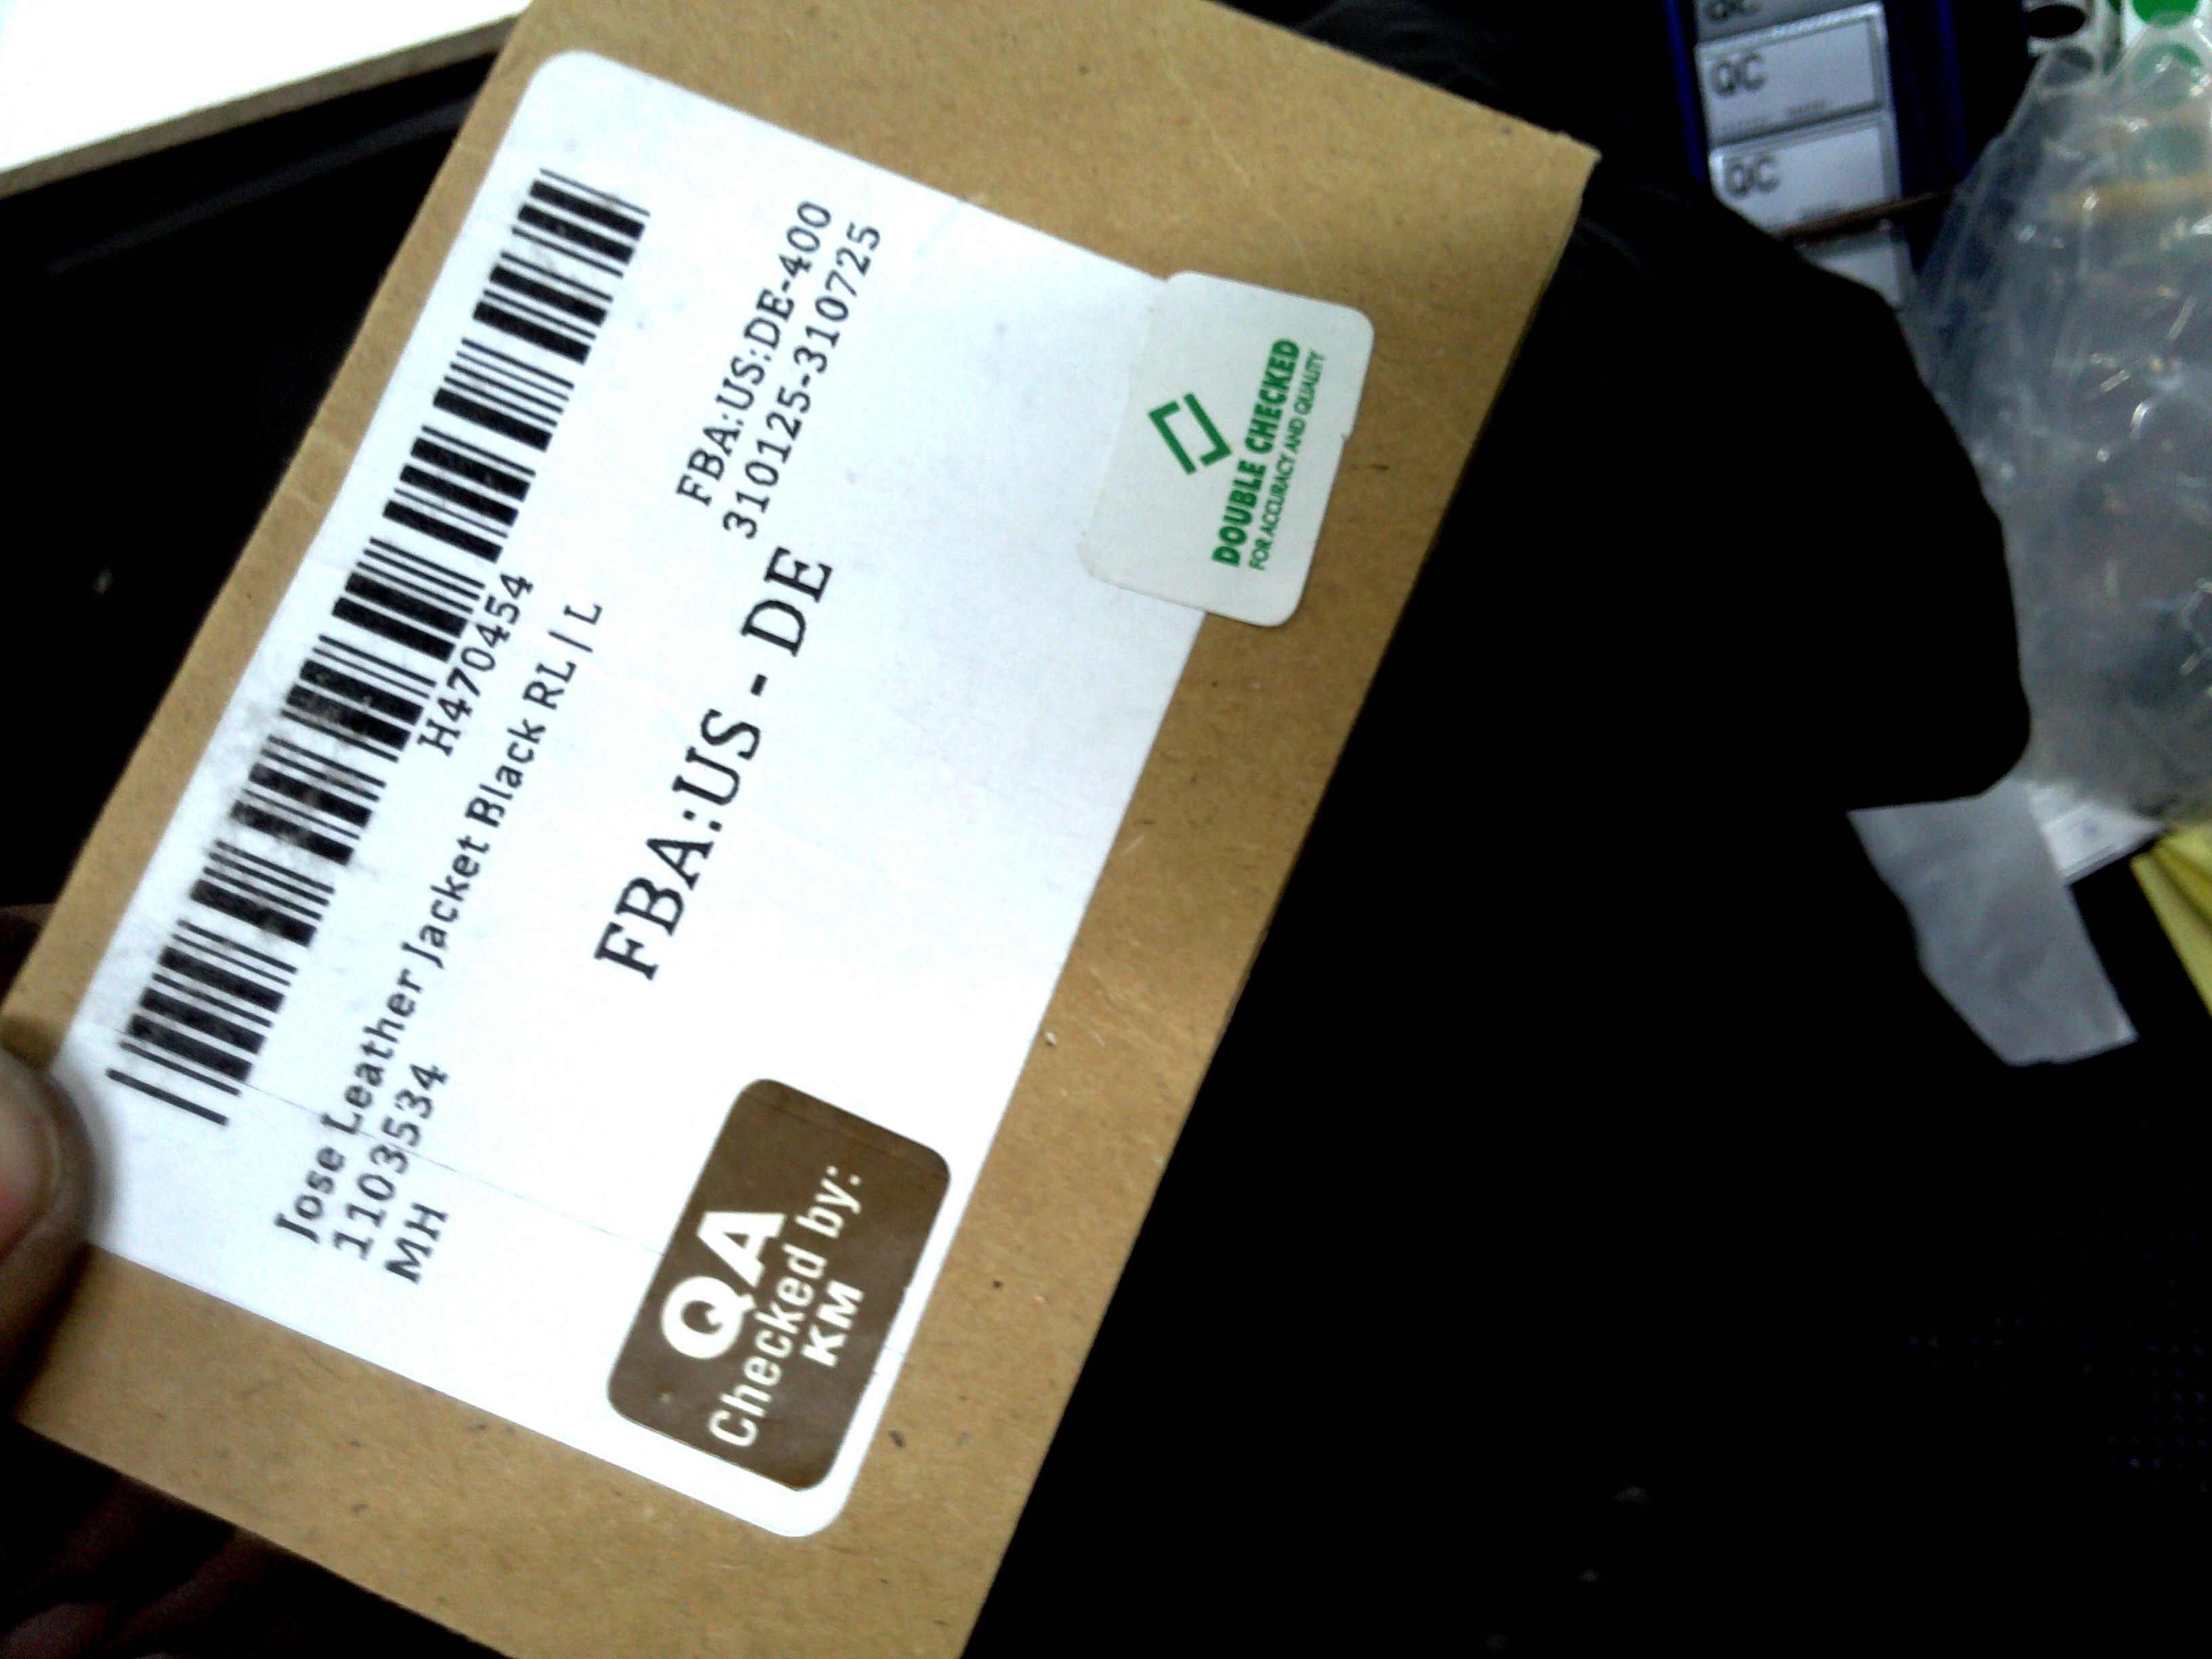 H470454
Jose Leather Jacket Black RL | L
1103534
MH
FBA:US:DE-400
310125-310725
FBA:US - DE
QA
Checked by:
KM
DOUBLE CHECKED
FOR ACCURACY AND QUALITY
QC
QC
QC